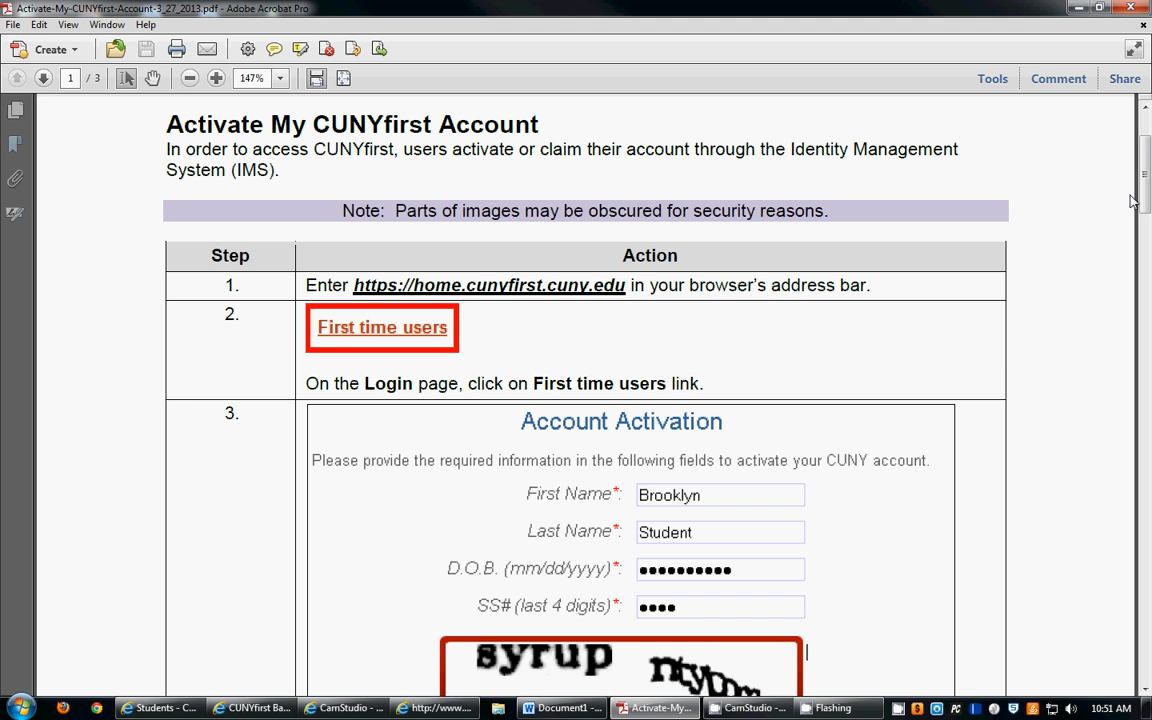 Activate-My-CUNYfirst-Account-3_27_2013.pdf - Adobe Acrobat Pro
File Edit View Window Help
Create
1 / 3 147% Tools Comment Share
Activate My CUNYfirst Account
In order to access CUNYfirst, users activate or claim their account through the Identity Management
System (IMS).
Note: Parts of images may be obscured for security reasons.
Step Action
1. Enter https://home.cunyfirst.cuny.edu in your browser's address bar.
2. First time users
On the Login page, click on First time users link.
3. Account Activation
Please provide the required information in the following fields to activate your CUNY account.
First Name*: Brooklyn
Last Name*: Student
D.O.B. (mm/dd/yyyy)*: ●●●●●●●●●●
SS# (last 4 digits)*: ●●●●
syrup
Students - C... CUNYfirst Ba... CamStudio - ... http://www.... Document1 -... Activate-My-... CamStudio -... Flashing 10:51 AM